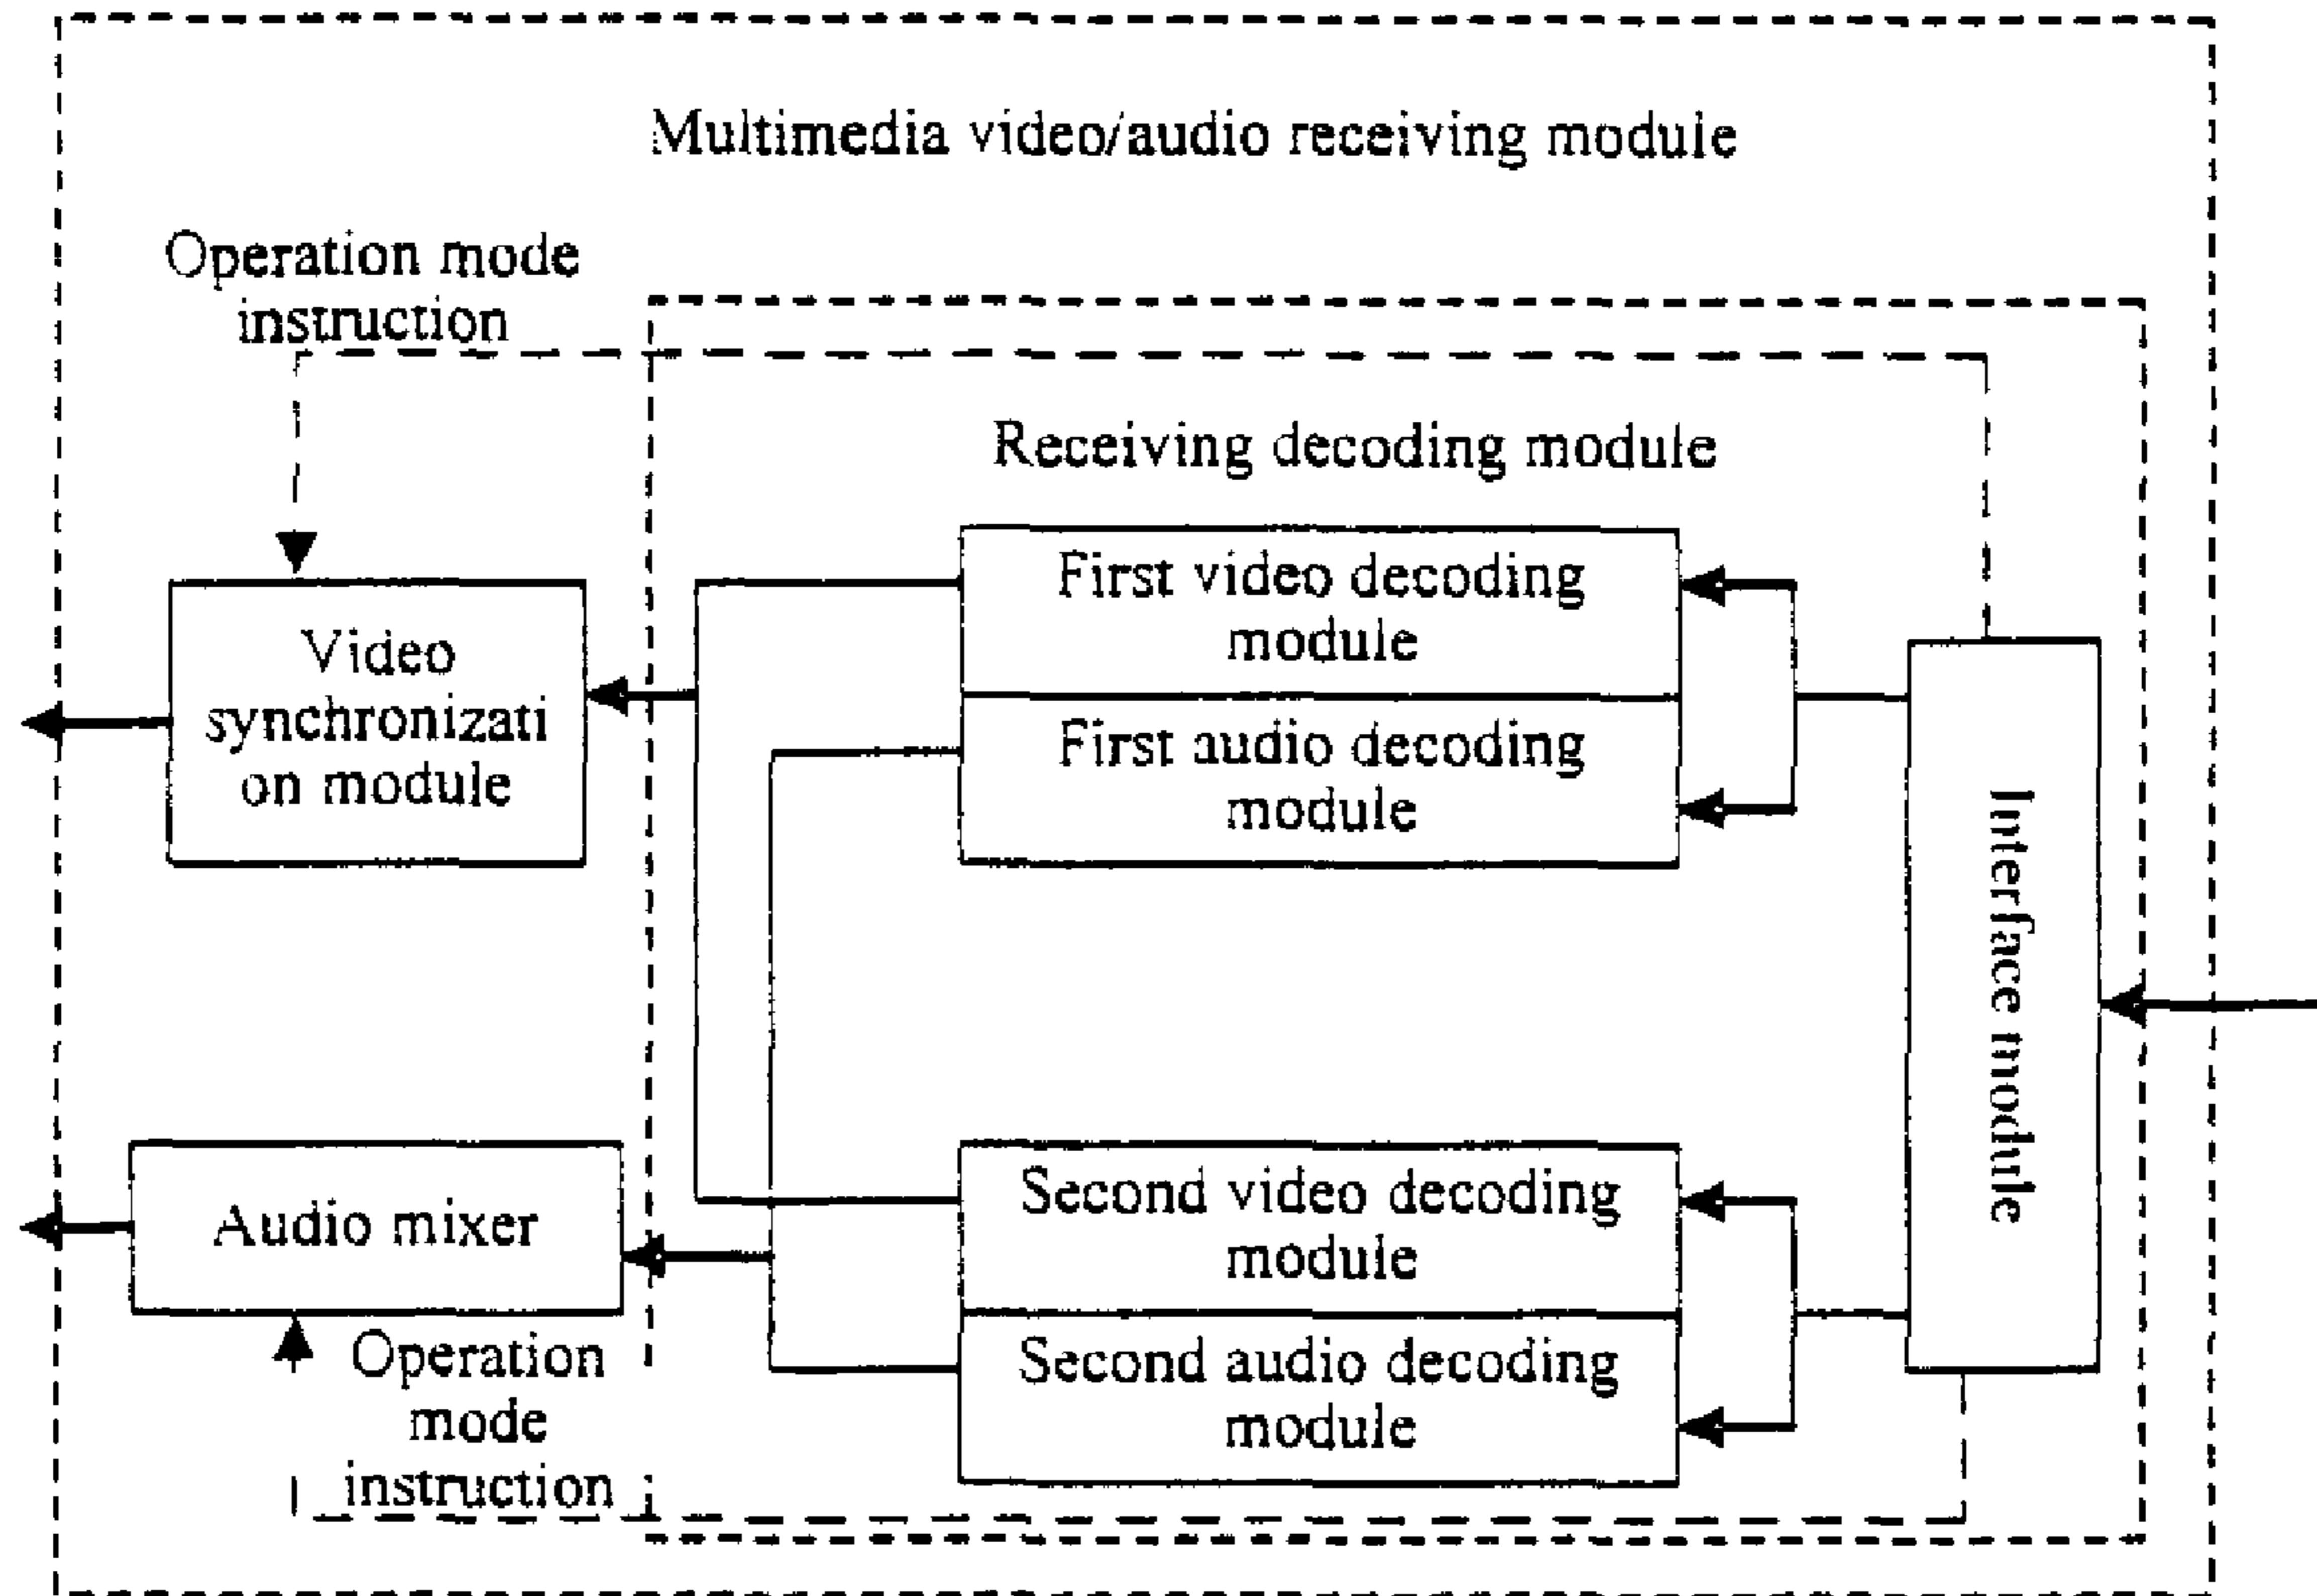 Multimedia video/audio receiving module
Operation mode
instruction
Receiving decoding module
First video decoding
module
Video
synchronizati
on module
First audio decoding
module
Interface module
Second video decoding
module
Audio mixer
Second audio decoding
module
Operation
mode
instruction